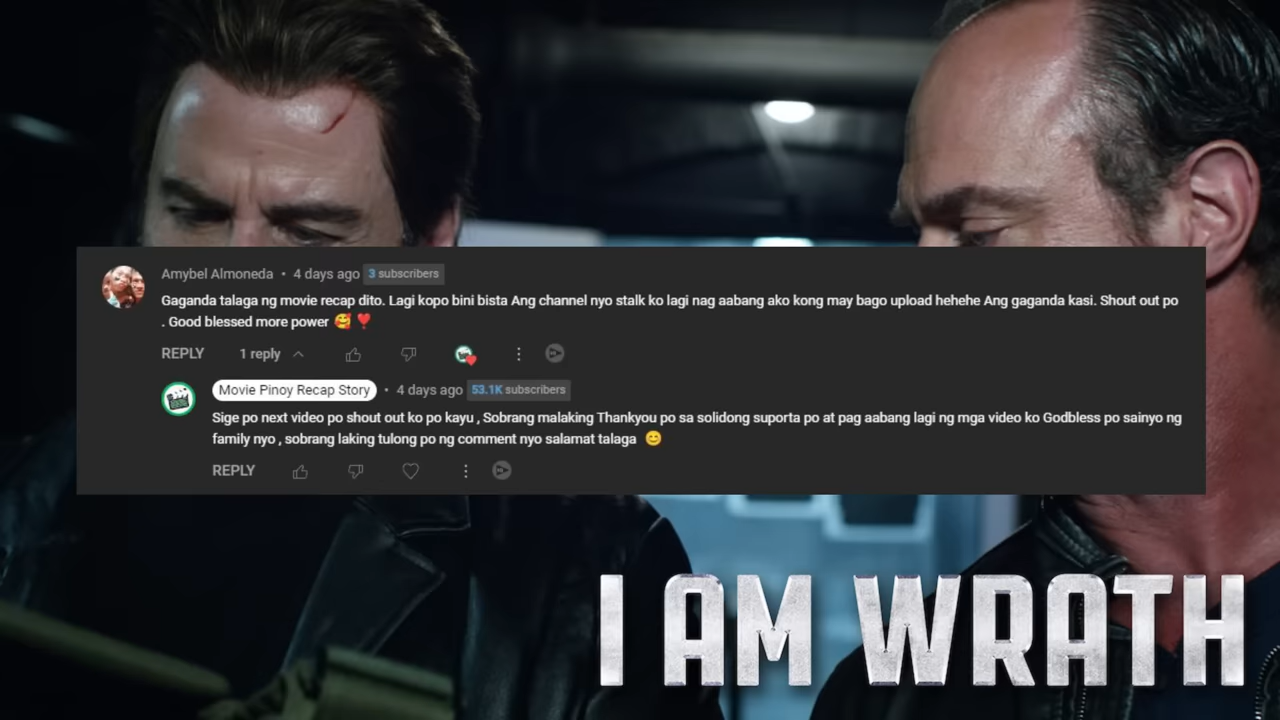 Amybel Almoneda • 4 days ago 3 subscribers
Gaganda talaga ng movie recap dito. Lagi kopo bini bista Ang channel nyo stalk ko lagi nag aabang ako kong may bago upload hehehe Ang gaganda kasi. Shout out po
. Good blessed more power 🥰❣️
REPLY 1 reply
Movie Pinoy Recap Story • 4 days ago 53.1K subscribers
Sige po next video po shout out ko po kayu , Sobrang malaking Thankyou po sa solidong suporta po at pag aabang lagi ng mga video ko Godbless po sainyo ng
family nyo , sobrang laking tulong po ng comment nyo salamat talaga 😊
REPLY
I AM WRATH